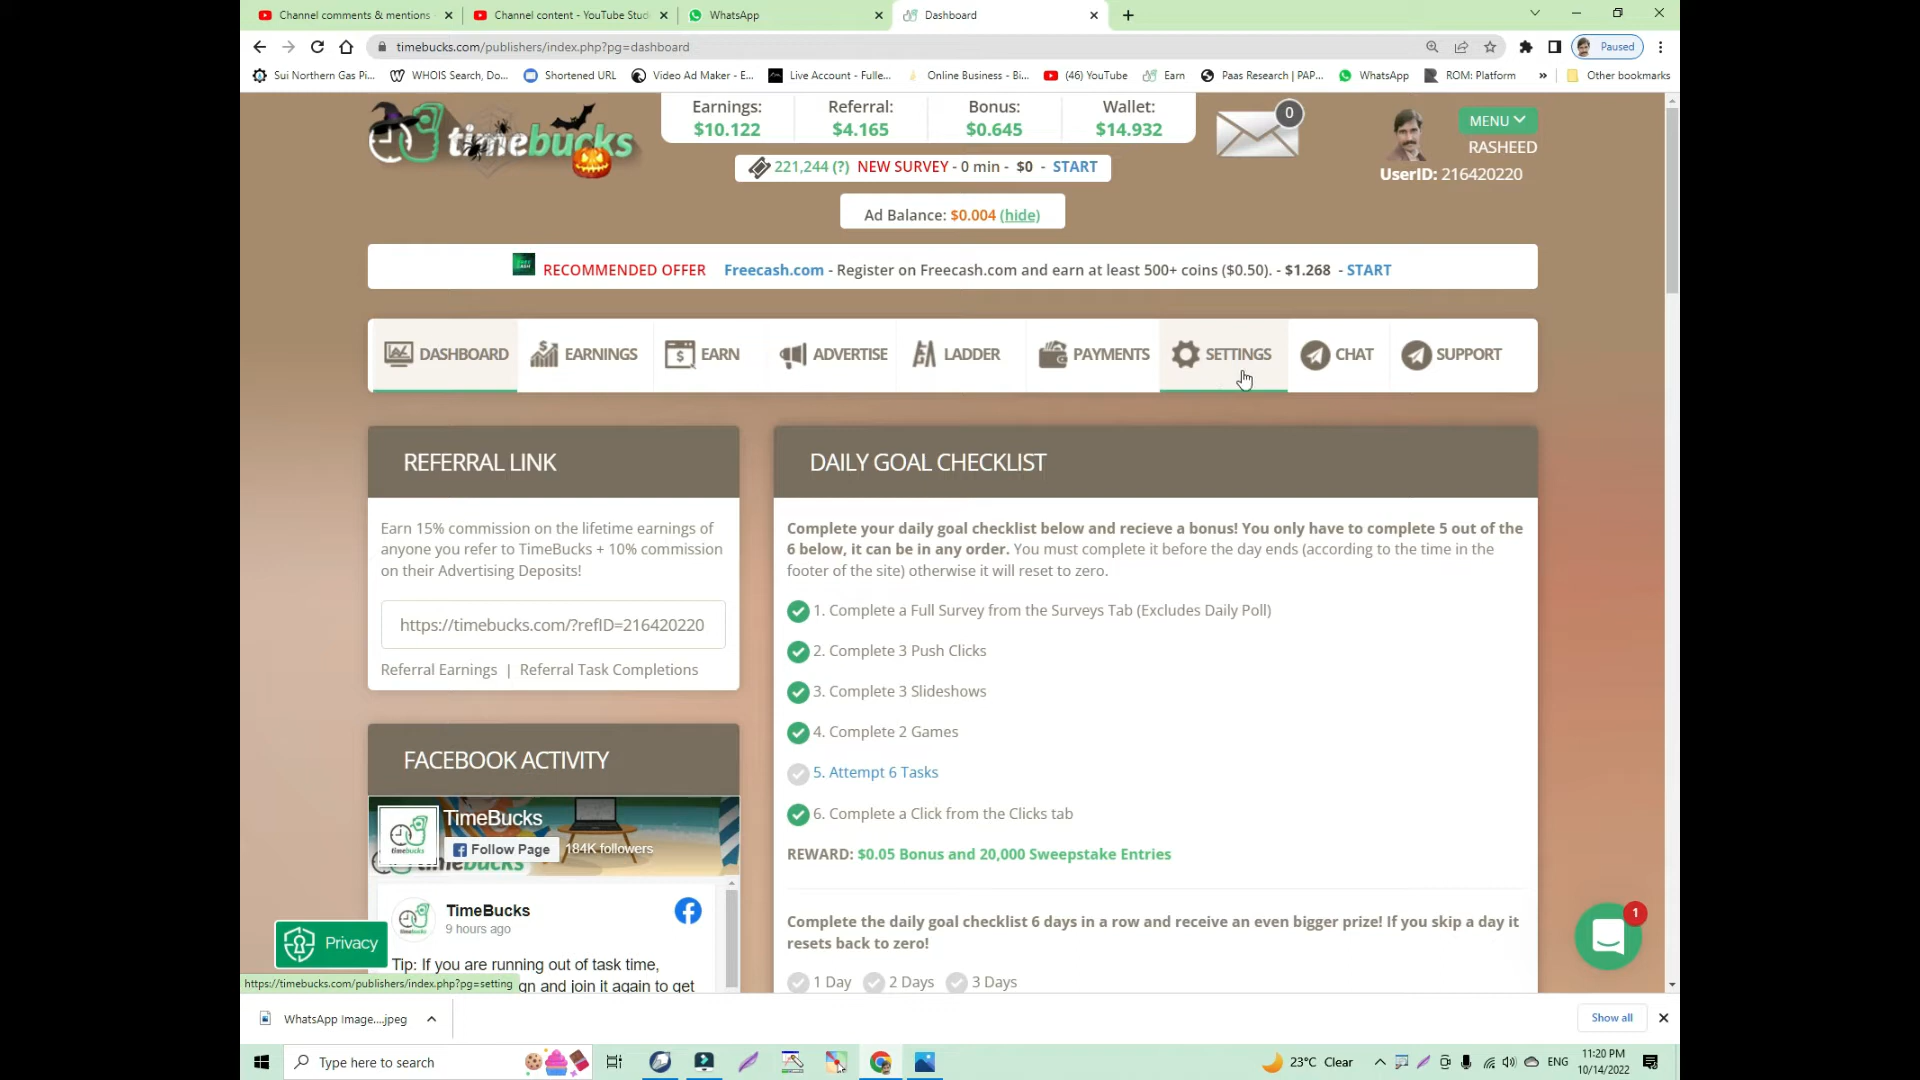 Channel comments & mentions
Channel content - YouTube Stud
WhatsApp
Dashboard
timebucks.com/publishers/index.php?pg=dashboard
Paused
Sui Northern Gas Pi...
WHOIS Search, Do...
Shortened URL
Video Ad Maker - E...
Live Account - Fulle...
Online Business - Bi...
(46) YouTube
Earn
Paas Research | PAP...
WhatsApp
ROM: Platform
»
Other bookmarks
timebucks
Earnings:
$10.122
Referral:
$4.165
Bonus:
$0.645
Wallet:
$14.932
0
MENU
RASHEED
UserID: 216420220
221,244 (?) NEW SURVEY - 0 min - $0 - START
Ad Balance: $0.004 (hide)
RECOMMENDED OFFER Freecash.com - Register on Freecash.com and earn at least 500+ coins ($0.50). - $1.268 - START
DASHBOARD
EARNINGS
EARN
ADVERTISE
LADDER
PAYMENTS
SETTINGS
CHAT
SUPPORT
REFERRAL LINK
Earn 15% commission on the lifetime earnings of
anyone you refer to TimeBucks + 10% commission
on their Advertising Deposits!
https://timebucks.com/?refID=216420220
Referral Earnings | Referral Task Completions
FACEBOOK ACTIVITY
TimeBucks
Follow Page
184K followers
TimeBucks
9 hours ago
Tip: If you are running out of task time,
gn and join it again to get
Privacy
https://timebucks.com/publishers/index.php?pg=setting
DAILY GOAL CHECKLIST
Complete your daily goal checklist below and recieve a bonus! You only have to complete 5 out of the
6 below, it can be in any order. You must complete it before the day ends (according to the time in the
footer of the site) otherwise it will reset to zero.
1. Complete a Full Survey from the Surveys Tab (Excludes Daily Poll)
2. Complete 3 Push Clicks
3. Complete 3 Slideshows
4. Complete 2 Games
5. Attempt 6 Tasks
6. Complete a Click from the Clicks tab
REWARD: $0.05 Bonus and 20,000 Sweepstake Entries
Complete the daily goal checklist 6 days in a row and receive an even bigger prize! If you skip a day it
resets back to zero!
1 Day
2 Days
3 Days
1
WhatsApp Image....jpeg
Show all
Type here to search
23°C Clear
ENG
11:20 PM
10/14/2022